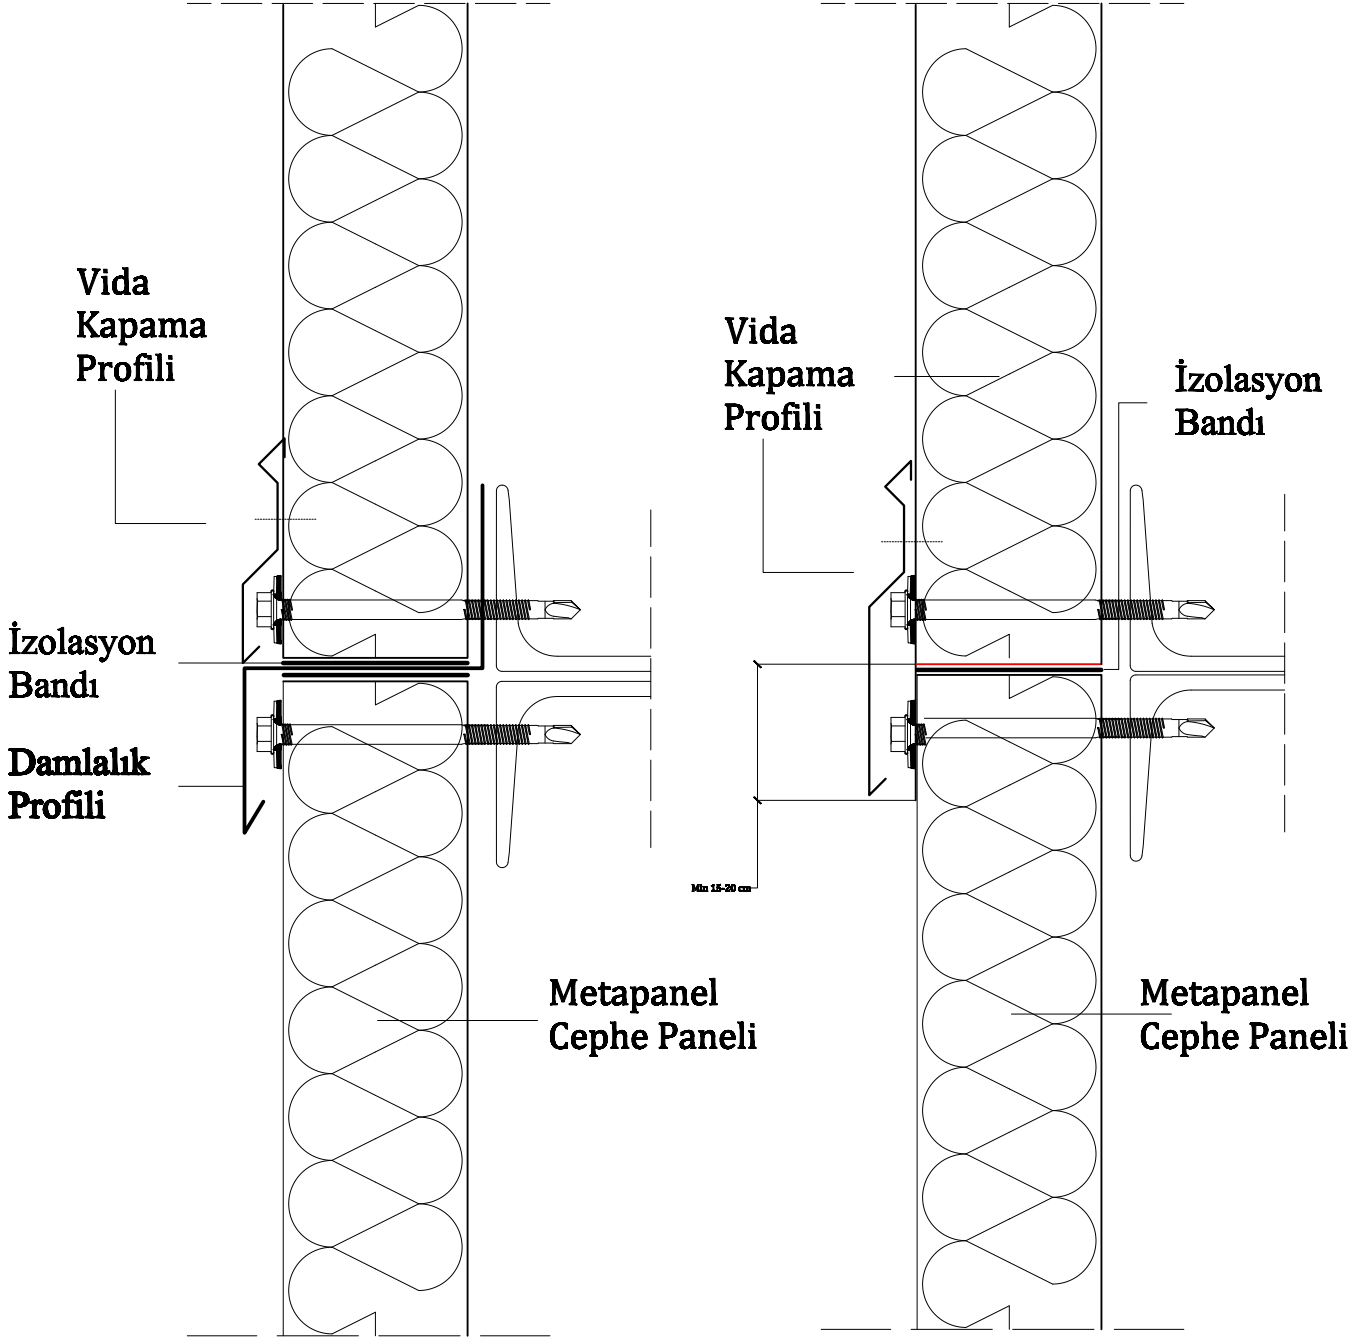 Vida
Kapama
Profili
İzolasyon
Bandı
Damlalık
Profili
Metapanel
Cephe Paneli
Vida
Kapama
Profili
İzolasyon
Bandı
Min 15-20 cm
Metapanel
Cephe Paneli